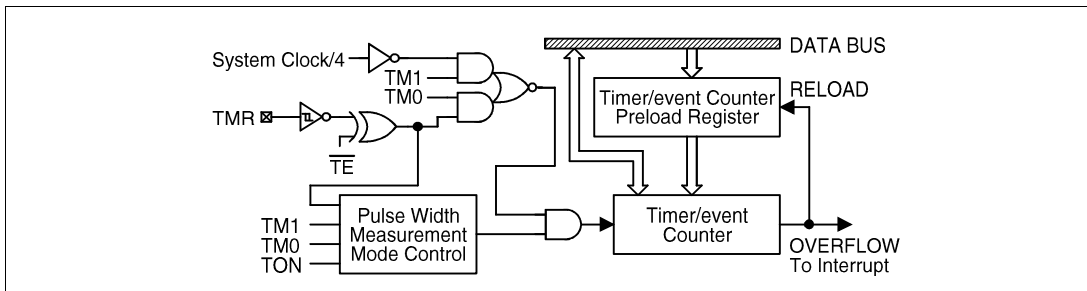 System Clock/4
TM1
TM0
TMR
TE
DATA BUS
Timer/event Counter
Preload Register
RELOAD
TM1
TM0
TON
Pulse Width
Measurement
Mode Control
Timer/event
Counter
OVERFLOW
To Interrupt